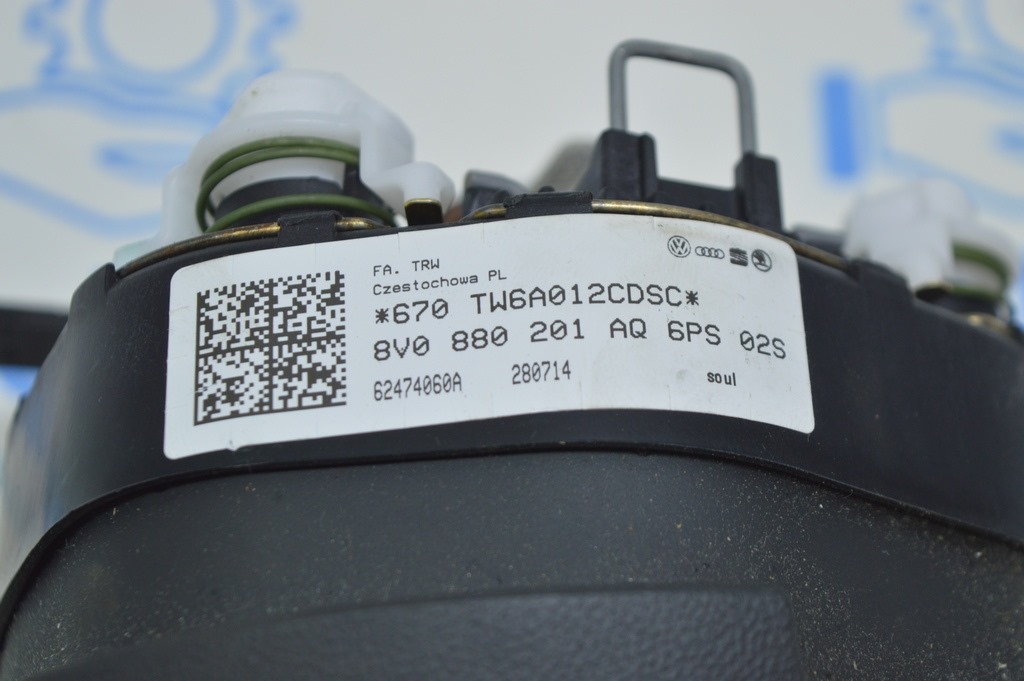 FA. TRW
Czestochowa PL
*670 TW6A012CDSC*
8V0 880 201 AQ 6PS 02S
62474060A 280714 soul